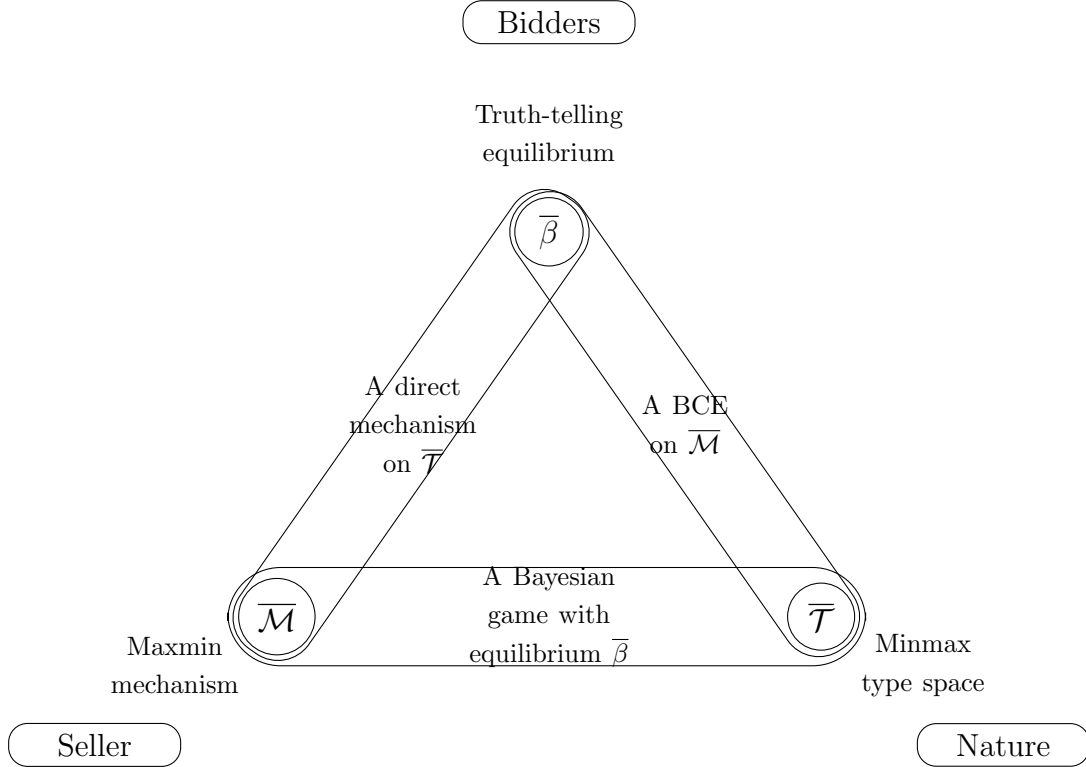 Bidders
Truth-telling
equilibrium
β̅
A direct
mechanism
on 𝒯̅
A BCE
on ℳ̅
A Bayesian
game with
equilibrium β̅
ℳ̅
𝒯̅
Maxmin
mechanism
Minmax
type space
Seller
Nature